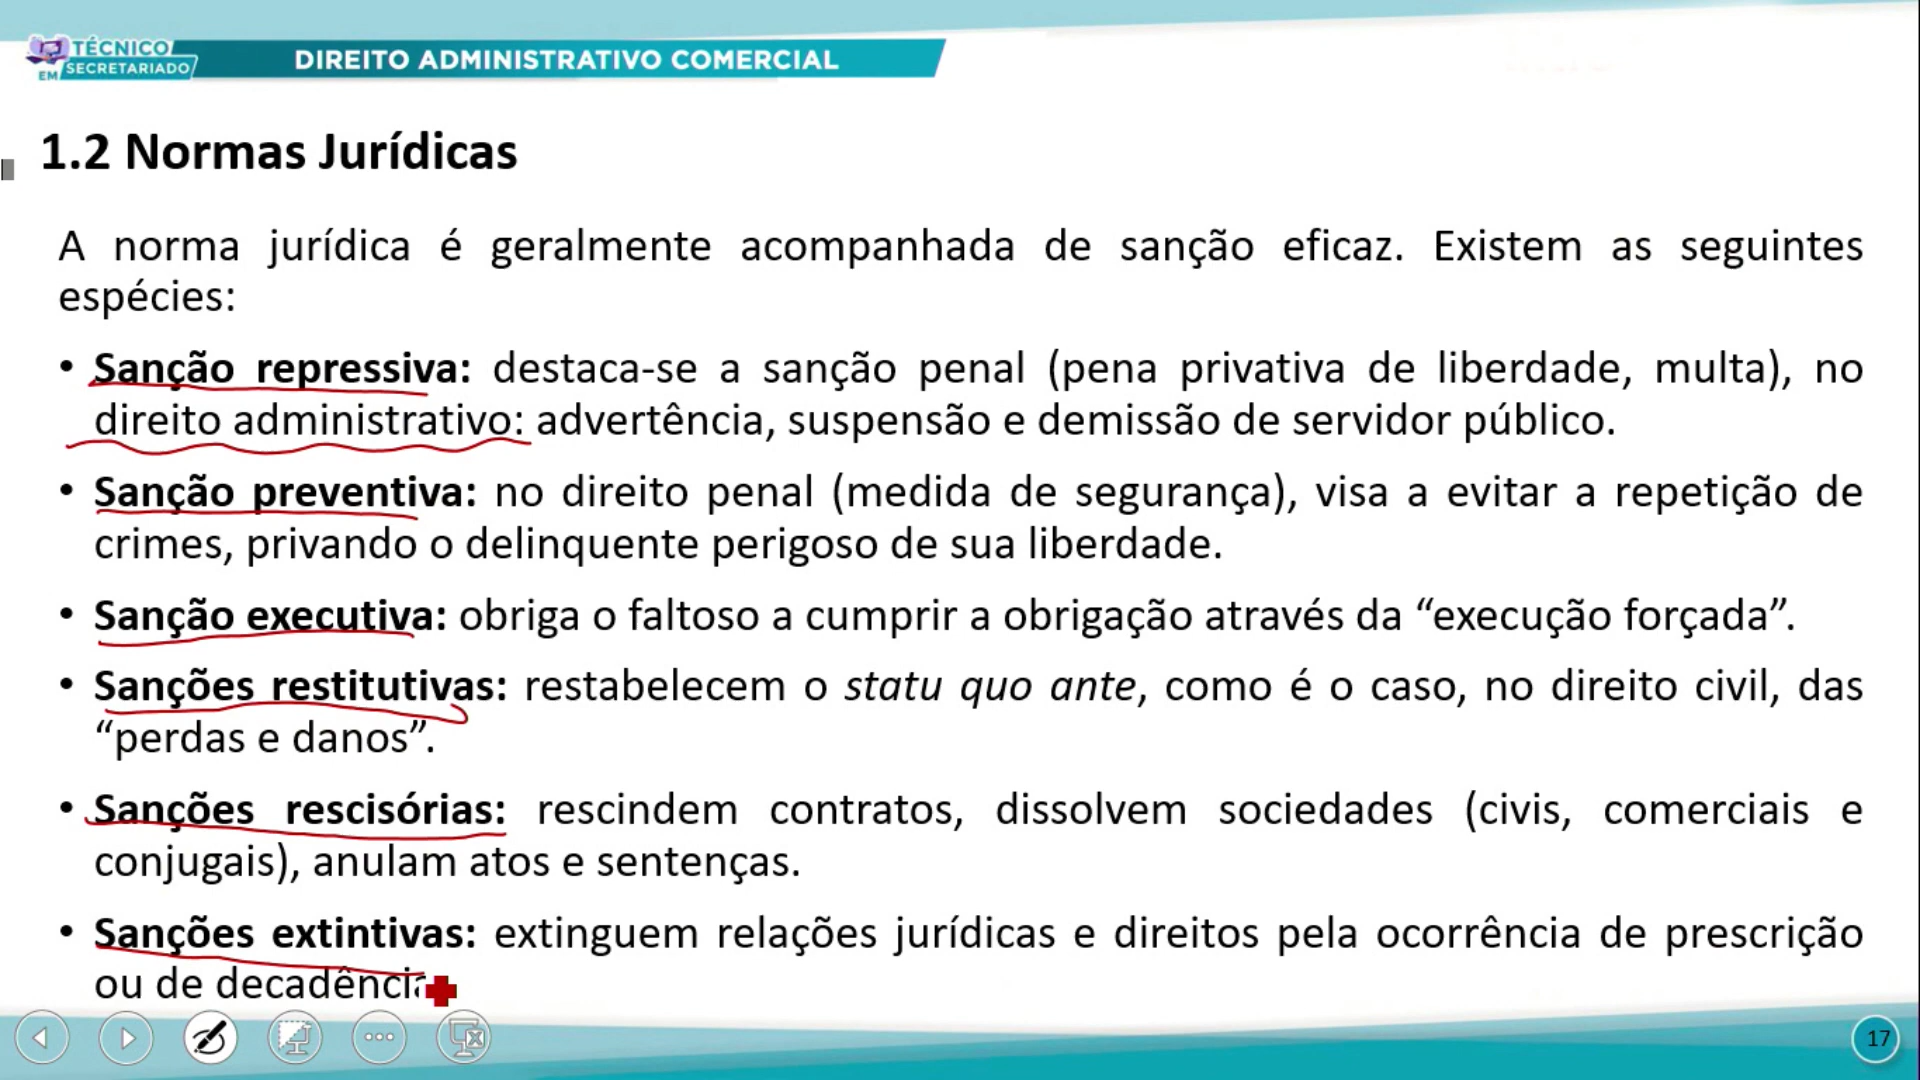 TÉCNICO
EM SECRETARIADO
DIREITO ADMINISTRATIVO COMERCIAL
1.2 Normas Jurídicas
A norma jurídica é geralmente acompanhada de sanção eficaz. Existem as seguintes
espécies:
• Sanção repressiva: destaca-se a sanção penal (pena privativa de liberdade, multa), no
direito administrativo: advertência, suspensão e demissão de servidor público.
• Sanção preventiva: no direito penal (medida de segurança), visa a evitar a repetição de
crimes, privando o delinquente perigoso de sua liberdade.
• Sanção executiva: obriga o faltoso a cumprir a obrigação através da “execução forçada”.
• Sanções restitutivas: restabelecem o statu quo ante, como é o caso, no direito civil, das
“perdas e danos”.
• Sanções rescisórias: rescindem contratos, dissolvem sociedades (civis, comerciais e
conjugais), anulam atos e sentenças.
• Sanções extintivas: extinguem relações jurídicas e direitos pela ocorrência de prescrição
ou de decadência
17